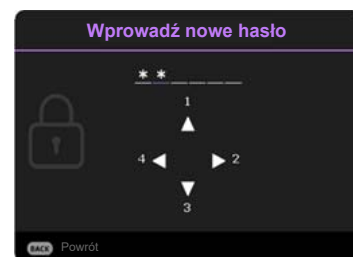 Wprowadź nowe hasło
* * _ _ _ _
1
4 2
3
BACK Powrót